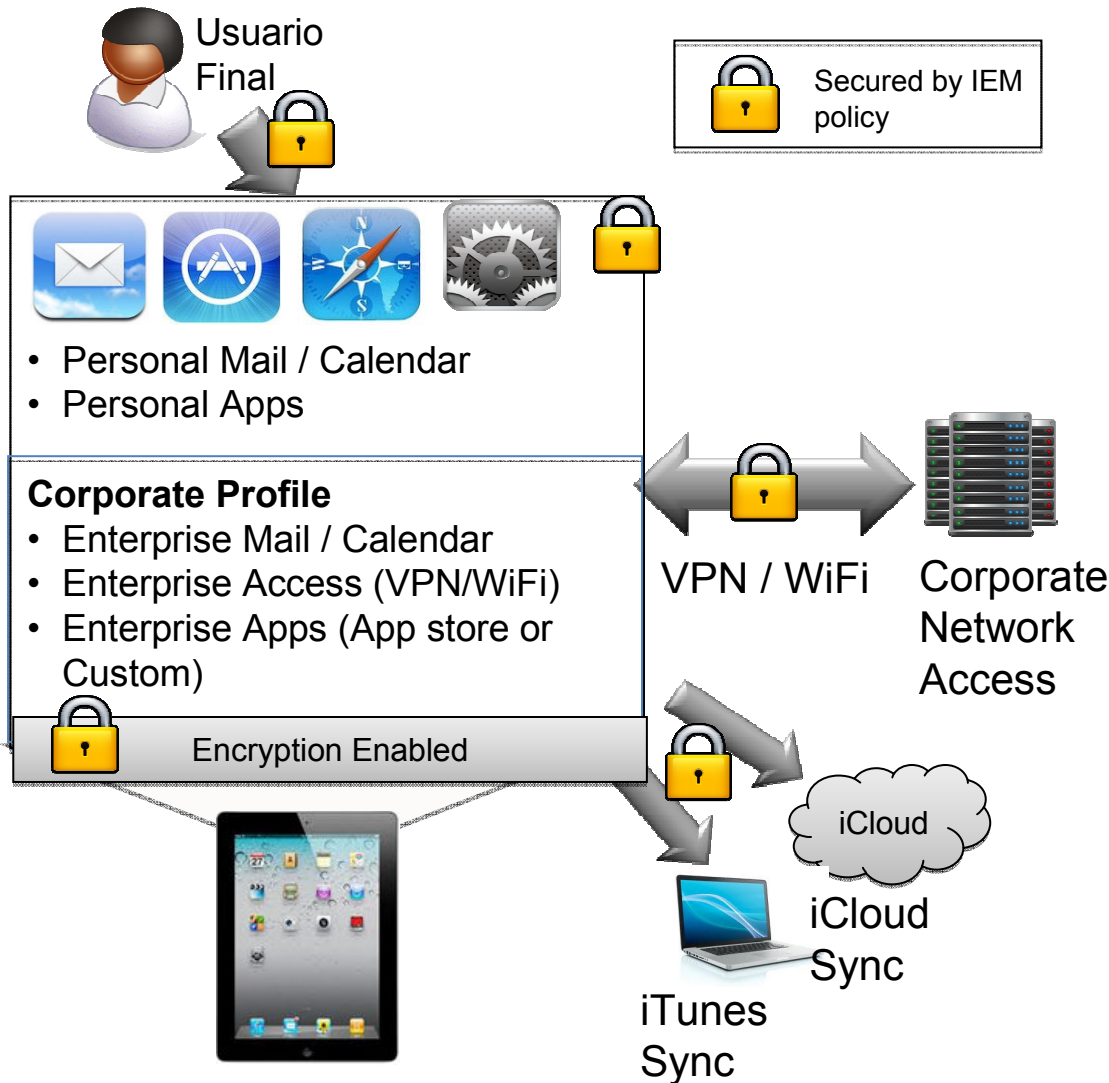 Usuario
Final
Secured by IEM
policy
• Personal Mail / Calendar
• Personal Apps
Corporate Profile
• Enterprise Mail / Calendar
• Enterprise Access (VPN/WiFi)
• Enterprise Apps (App store or
Custom)
Encryption Enabled
VPN / WiFi
Corporate
Network
Access
iCloud
iCloud
Sync
iTunes
Sync
N
W
S
27